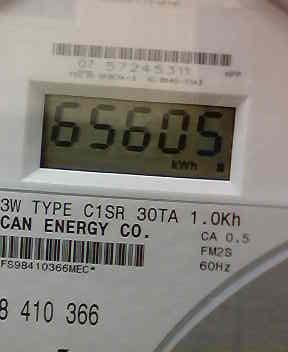 07 57245311
65605
kWh
3W TYPE C1SR 30TA 1.0Kh
CAN ENERGY CO.
CA 0.5
FM2S
60Hz
FS98410366MEC*
8 410 366